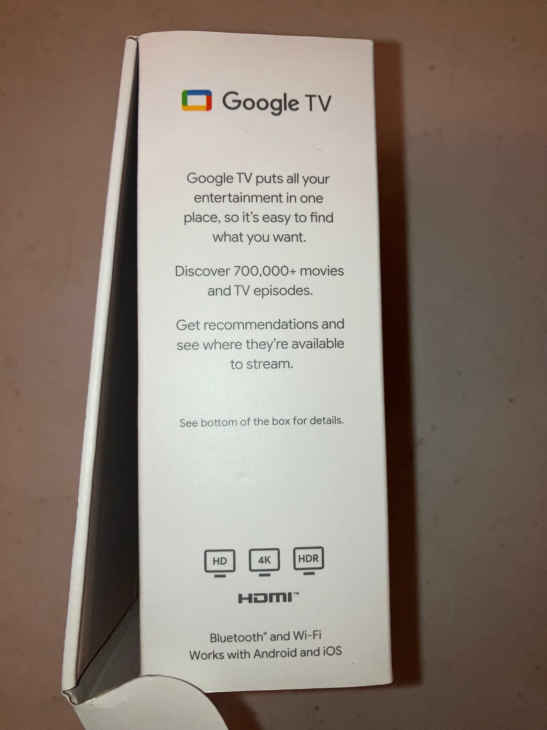 Google TV
Google TV puts all your
entertainment in one
place, so it's easy to find
what you want.
Discover 700,000+ movies
and TV episodes.
Get recommendations and
see where they're available
to stream.
See bottom of the box for details.
HD 4K HDR
HDMI™
Bluetooth® and Wi-Fi
Works with Android and iOS